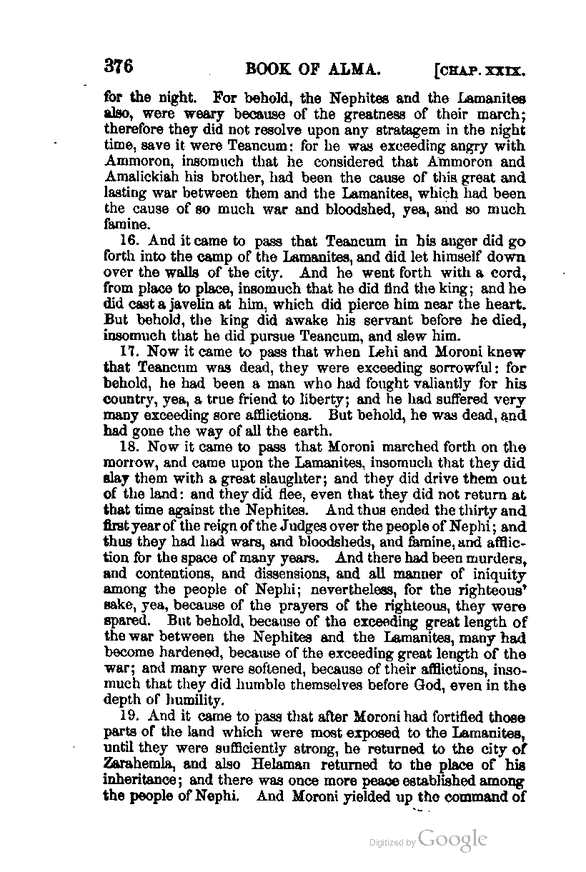 376 BOOK OF ALMA. [CHAP. XXIX.
for the night. For behold, the Nephites and the Lamanites
also, were weary because of the greatness of their march;
therefore they did not resolve upon any stratagem in the night
time, save it were Teancum: for he was exceeding angry with
Ammoron, insomuch that he considered that Ammoron and
Amalickiah his brother, had been the cause of this great and
lasting war between them and the Lamanites, which had been
the cause of so much war and bloodshed, yea, and so much
famine.
16. And it came to pass that Teancum in his anger did go
forth into the camp of the Lamanites, and did let himself down
over the walls of the city. And he went forth with a cord,
from place to place, insomuch that he did find the king; and he
did cast a javelin at him, which did pierce him near the heart.
But behold, the king did awake his servant before he died,
insomuch that he did pursue Teancum, and slew him.
17. Now it came to pass that when Lehi and Moroni knew
that Teancum was dead, they were exceeding sorrowful: for
behold, he had been a man who had fought valiantly for his
country, yea, a true friend to liberty; and he had suffered very
many exceeding sore afflictions. But behold, he was dead, and
had gone the way of all the earth.
18. Now it came to pass that Moroni marched forth on the
morrow, and came upon the Lamanites, insomuch that they did
slay them with a great slaughter; and they did drive them out
of the land: and they did flee, even that they did not return at
that time against the Nephites. And thus ended the thirty and
first year of the reign of the Judges over the people of Nephi; and
thus they had had wars, and bloodsheds, and famine, and afflic-
tion for the space of many years. And there had been murders,
and contentions, and dissensions, and all manner of iniquity
among the people of Nephi; nevertheless, for the righteous'
sake, yea, because of the prayers of the righteous, they were
spared. But behold, because of the exceeding great length of
the war between the Nephites and the Lamanites, many had
become hardened, because of the exceeding great length of the
war; and many were softened, because of their afflictions, inso-
much that they did humble themselves before God, even in the
depth of humility.
19. And it came to pass that after Moroni had fortified those
parts of the land which were most exposed to the Lamanites,
until they were sufficiently strong, he returned to the city of
Zarahemla, and also Helaman returned to the place of his
inheritance; and there was once more peace established among
the people of Nephi. And Moroni yielded up the command of
Digitized by Google